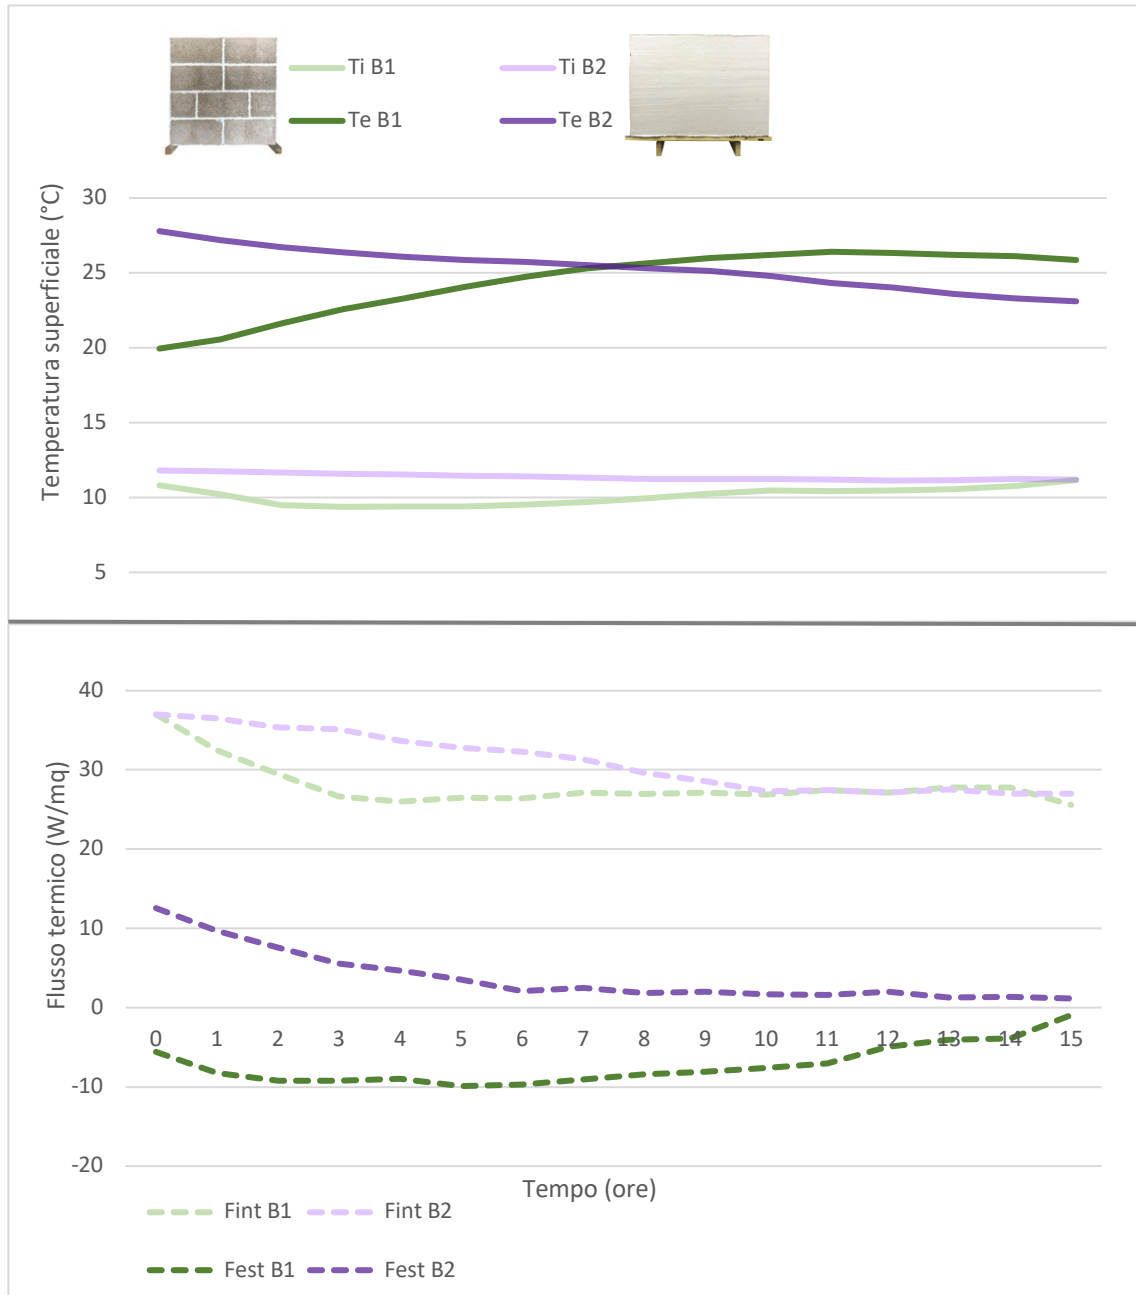 Ti B1 Ti B2
Te B1 Te B2
Temperatura superficiale (°C)
30
25
20
15
10
5
Flusso termico (W/mq)
40
30
20
10
0
-10
-20
0 1 2 3 4 5 6 7 8 9 10 11 12 13 14 15
Tempo (ore)
Fint B1 Fint B2
Fest B1 Fest B2